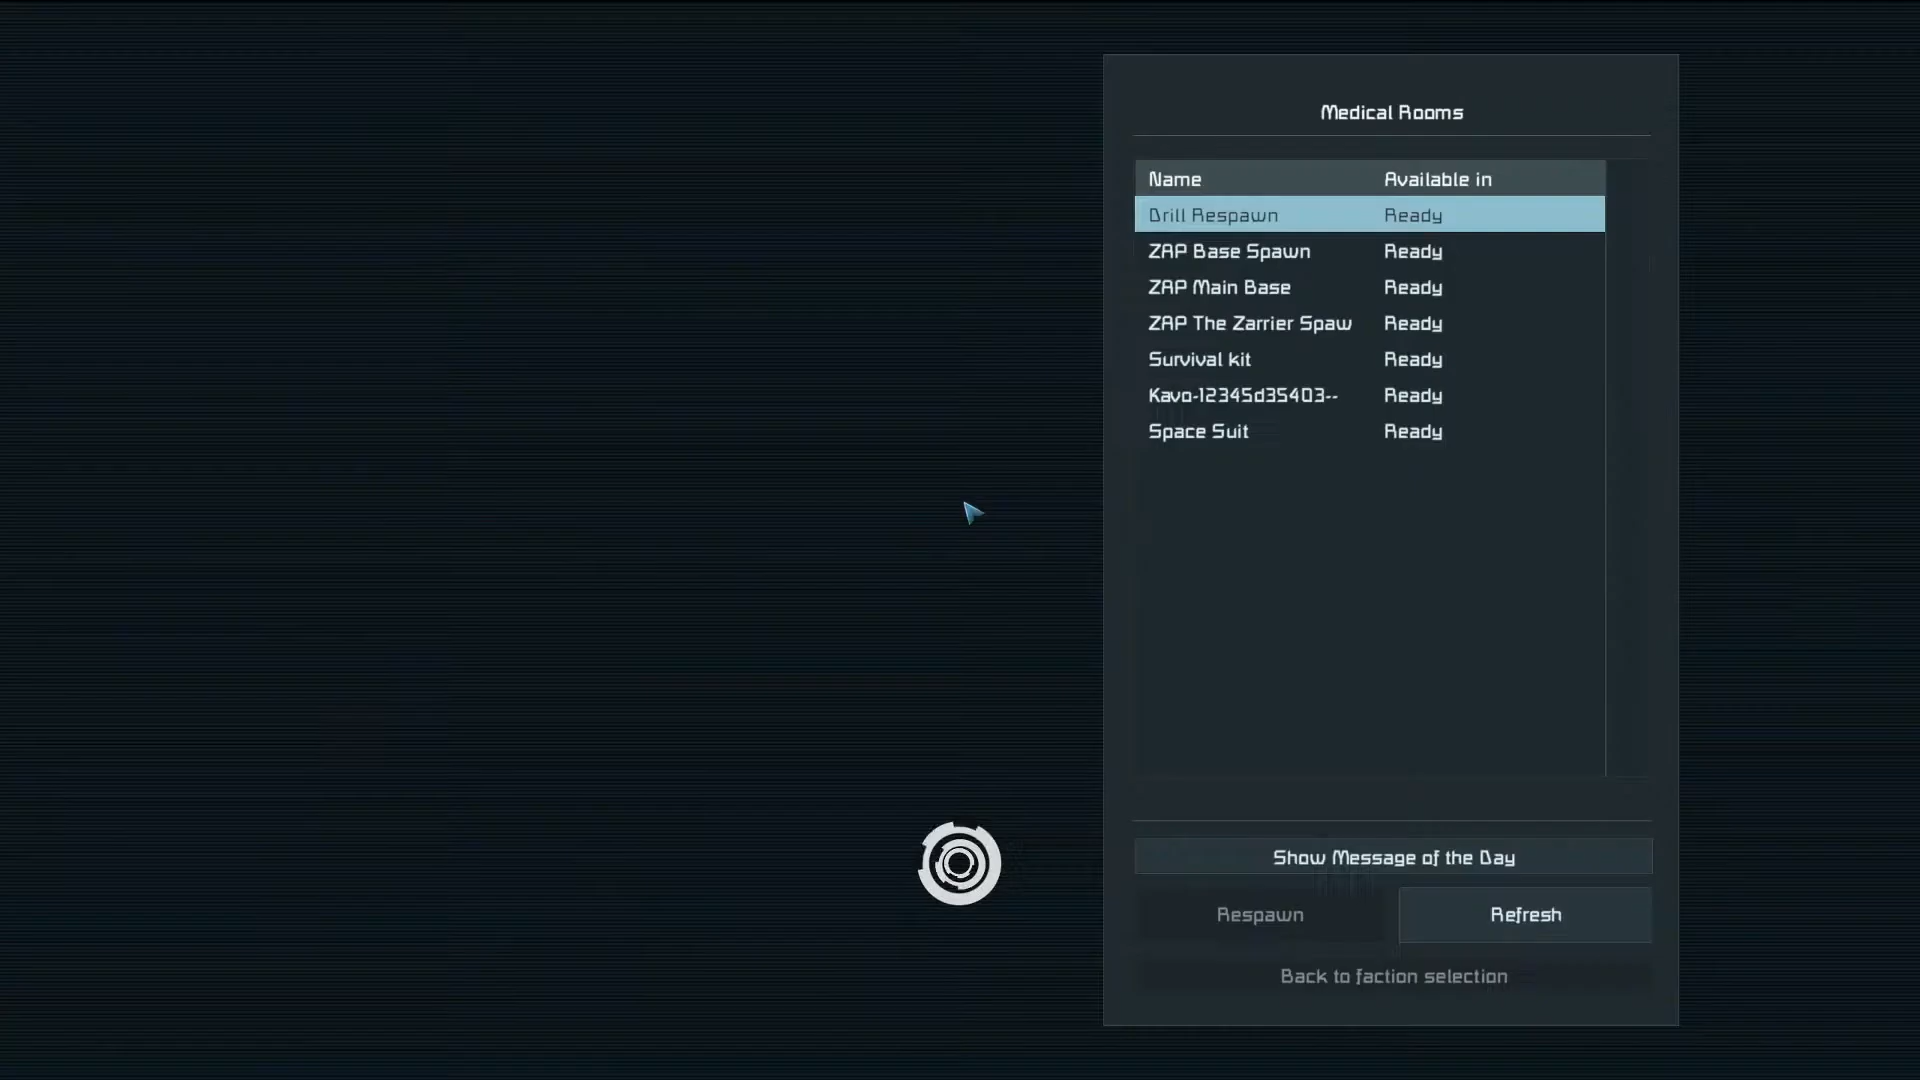 Medical Rooms
Name Available in
Drill Respawn Ready
ZAP Base Spawn Ready
ZAP Main Base Ready
ZAP The Zarrier Spaw Ready
Survival kit Ready
Kavo-12345d35403-- Ready
Space Suit Ready
Show Message of the Day
Respawn Refresh
Back to faction selection